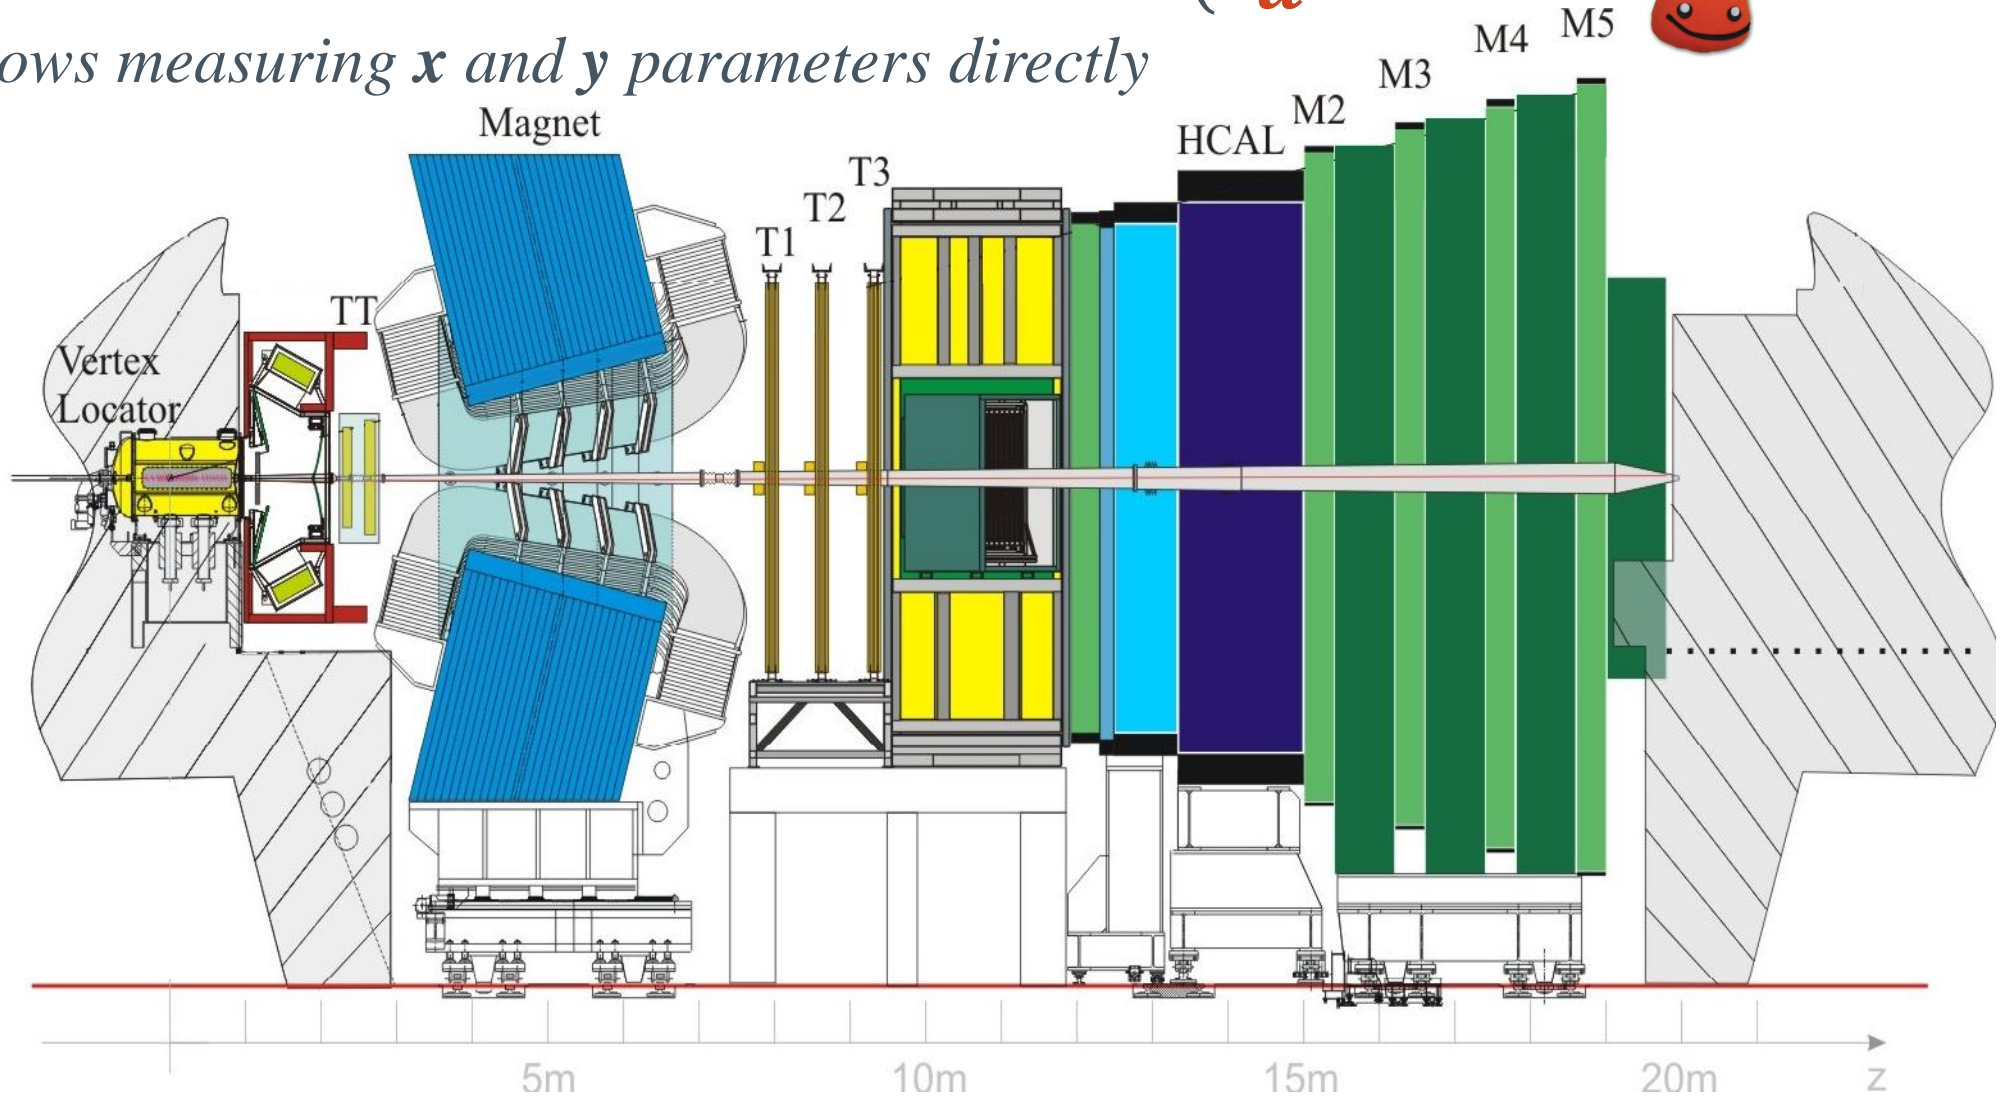 ( u
ows measuring x and y parameters directly
M5
M4
M3
M2
Magnet
HCAL
T3
T2
T1
TT
Vertex
Locator
5m
10m
15m
20m
z